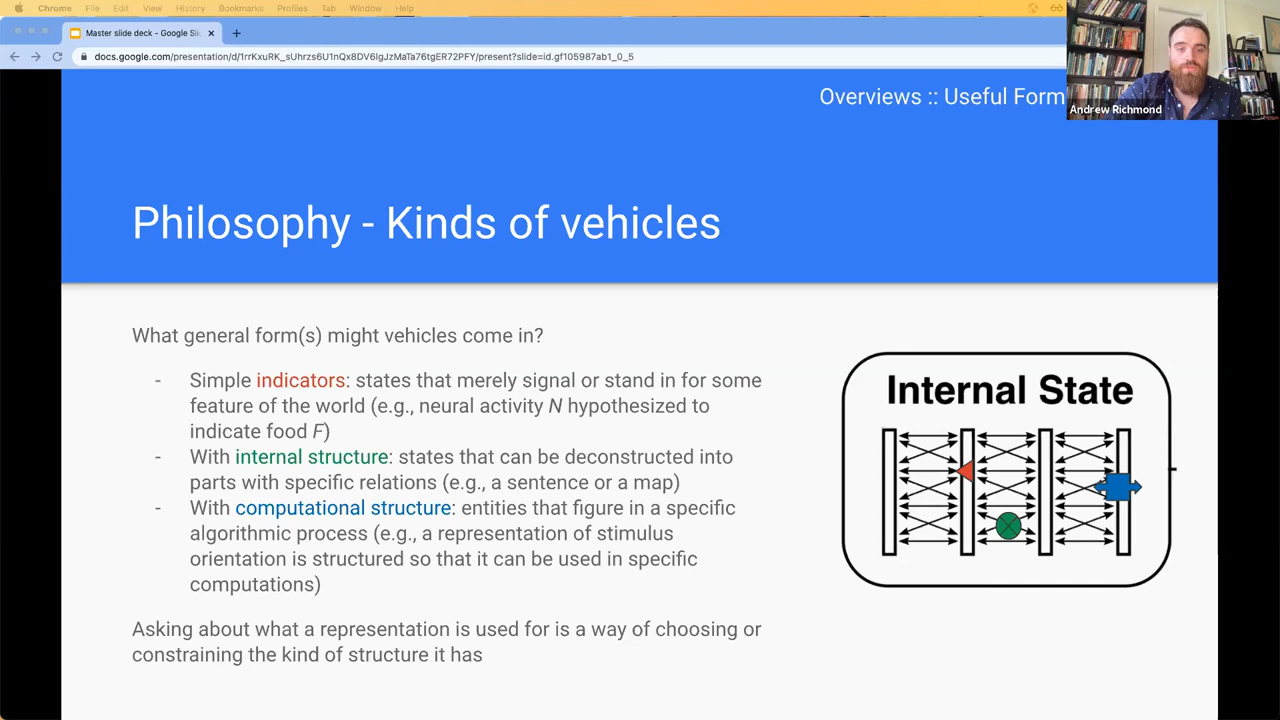 Chrome File Edit View History Bookmarks Profiles Tab Window Help
Master slide deck - Google Sli
docs.google.com/presentation/d/1rrKxuRK_sUhrzs6U1nQx8DV6IgJzMaTa76tgER72PFY/present?slide=id.gf105987ab1_0_5
Overviews :: Useful Form
Andrew Richmond
Philosophy - Kinds of vehicles
What general form(s) might vehicles come in?
- Simple indicators: states that merely signal or stand in for some
feature of the world (e.g., neural activity N hypothesized to
indicate food F)
- With internal structure: states that can be deconstructed into
parts with specific relations (e.g., a sentence or a map)
- With computational structure: entities that figure in a specific
algorithmic process (e.g., a representation of stimulus
orientation is structured so that it can be used in specific
computations)
Asking about what a representation is used for is a way of choosing or
constraining the kind of structure it has
Internal State